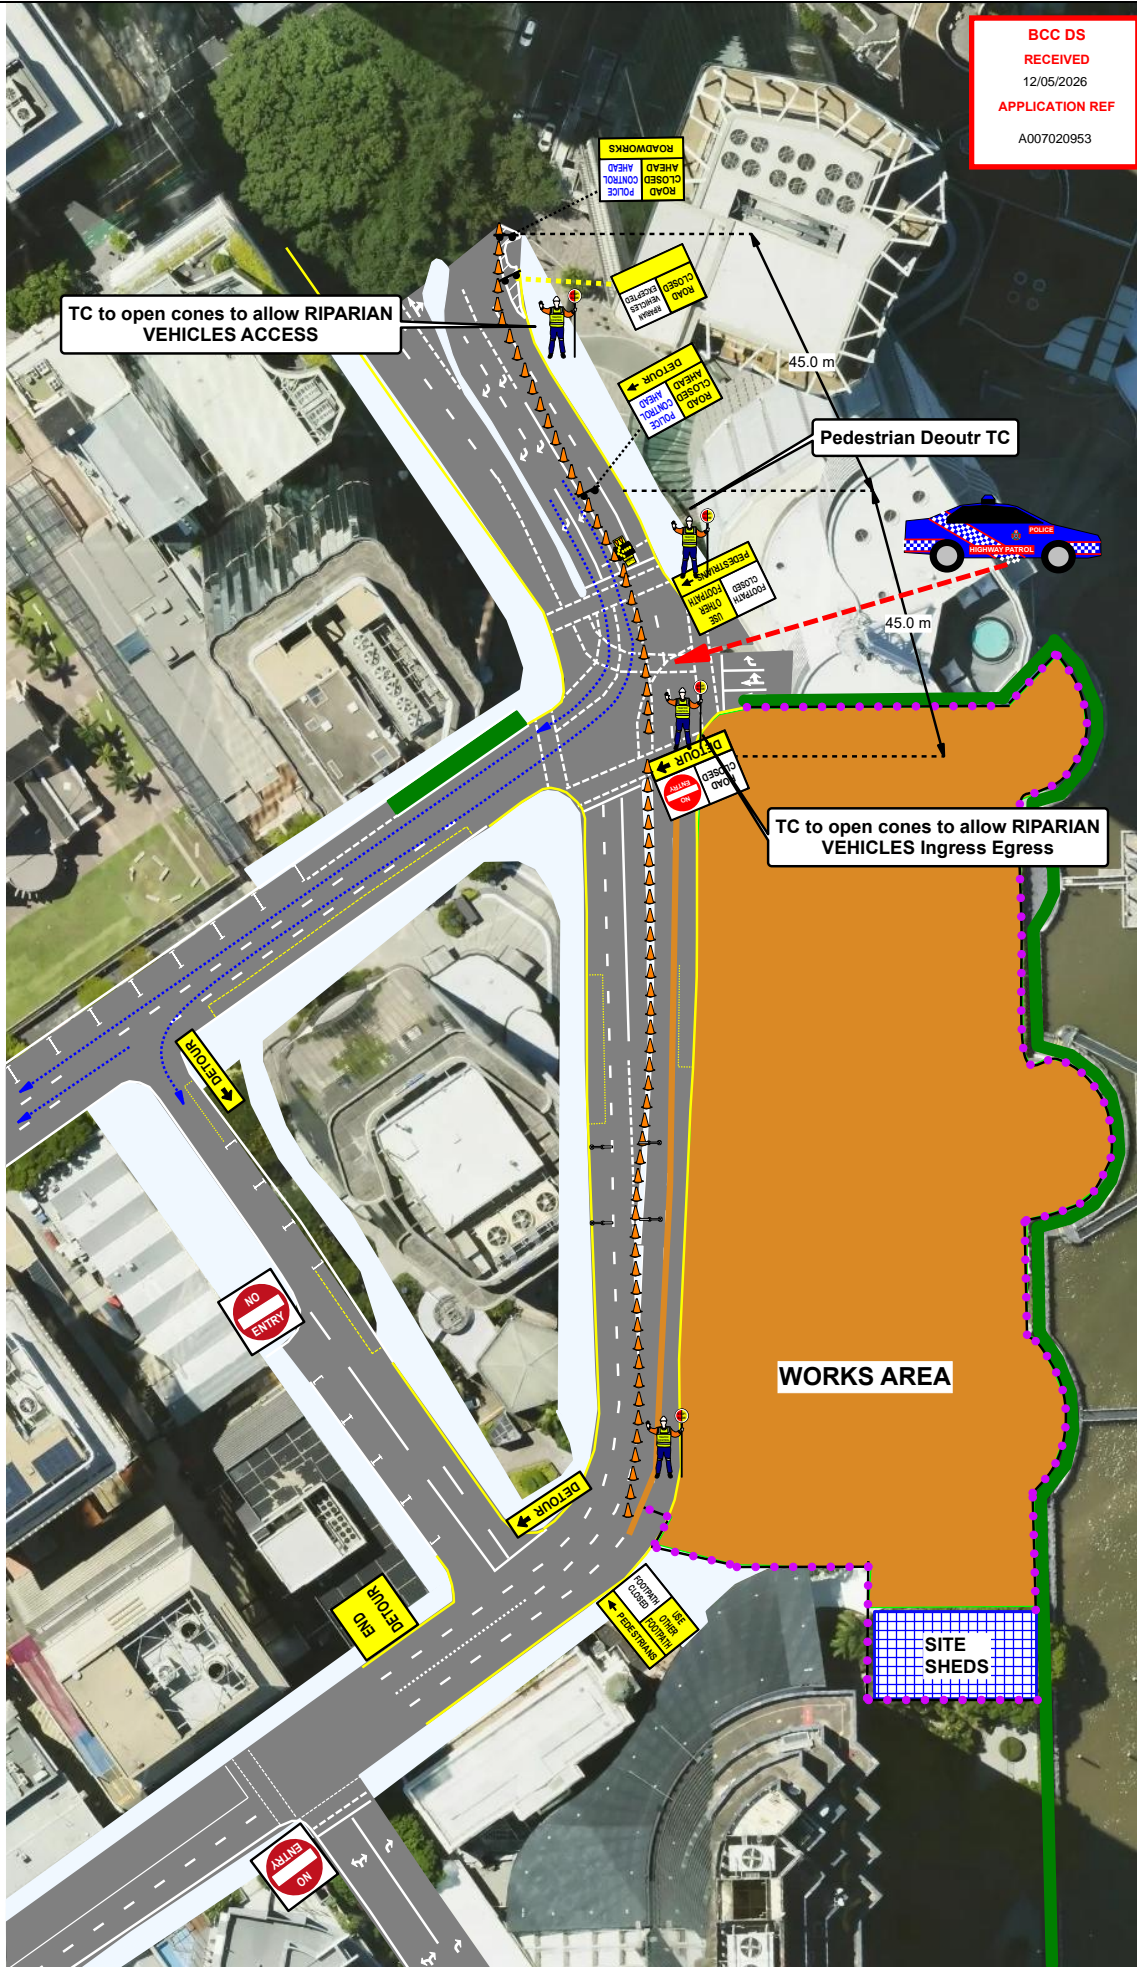 BCC DS
RECEIVED
12/05/2026
APPLICATION REF
A007020953
ROADWORKS
ROAD
CLOSED
AHEAD
POLICE
CONTROL
AHEAD
ROAD
CLOSED
RIPARIAN
VEHICLES
EXCEPTED
TC to open cones to allow RIPARIAN
VEHICLES ACCESS
45.0 m
DETOUR
ROAD
CLOSED
AHEAD
POLICE
CONTROL
AHEAD
Pedestrian Deoutr TC
POLICE
HIGHWAY PATROL
PEDESTRIANS
USE
OTHER
FOOTPATH
FOOTPATH
CLOSED
45.0 m
DETOUR
NO
ENTRY
ROAD
CLOSED
TC to open cones to allow RIPARIAN
VEHICLES Ingress Egress
DETOUR
NO
ENTRY
WORKS AREA
DETOUR
END
DETOUR
FOOTPATH
CLOSED
USE
OTHER
FOOTPATH
PEDESTRIANS
SITE
SHEDS
NO
ENTRY